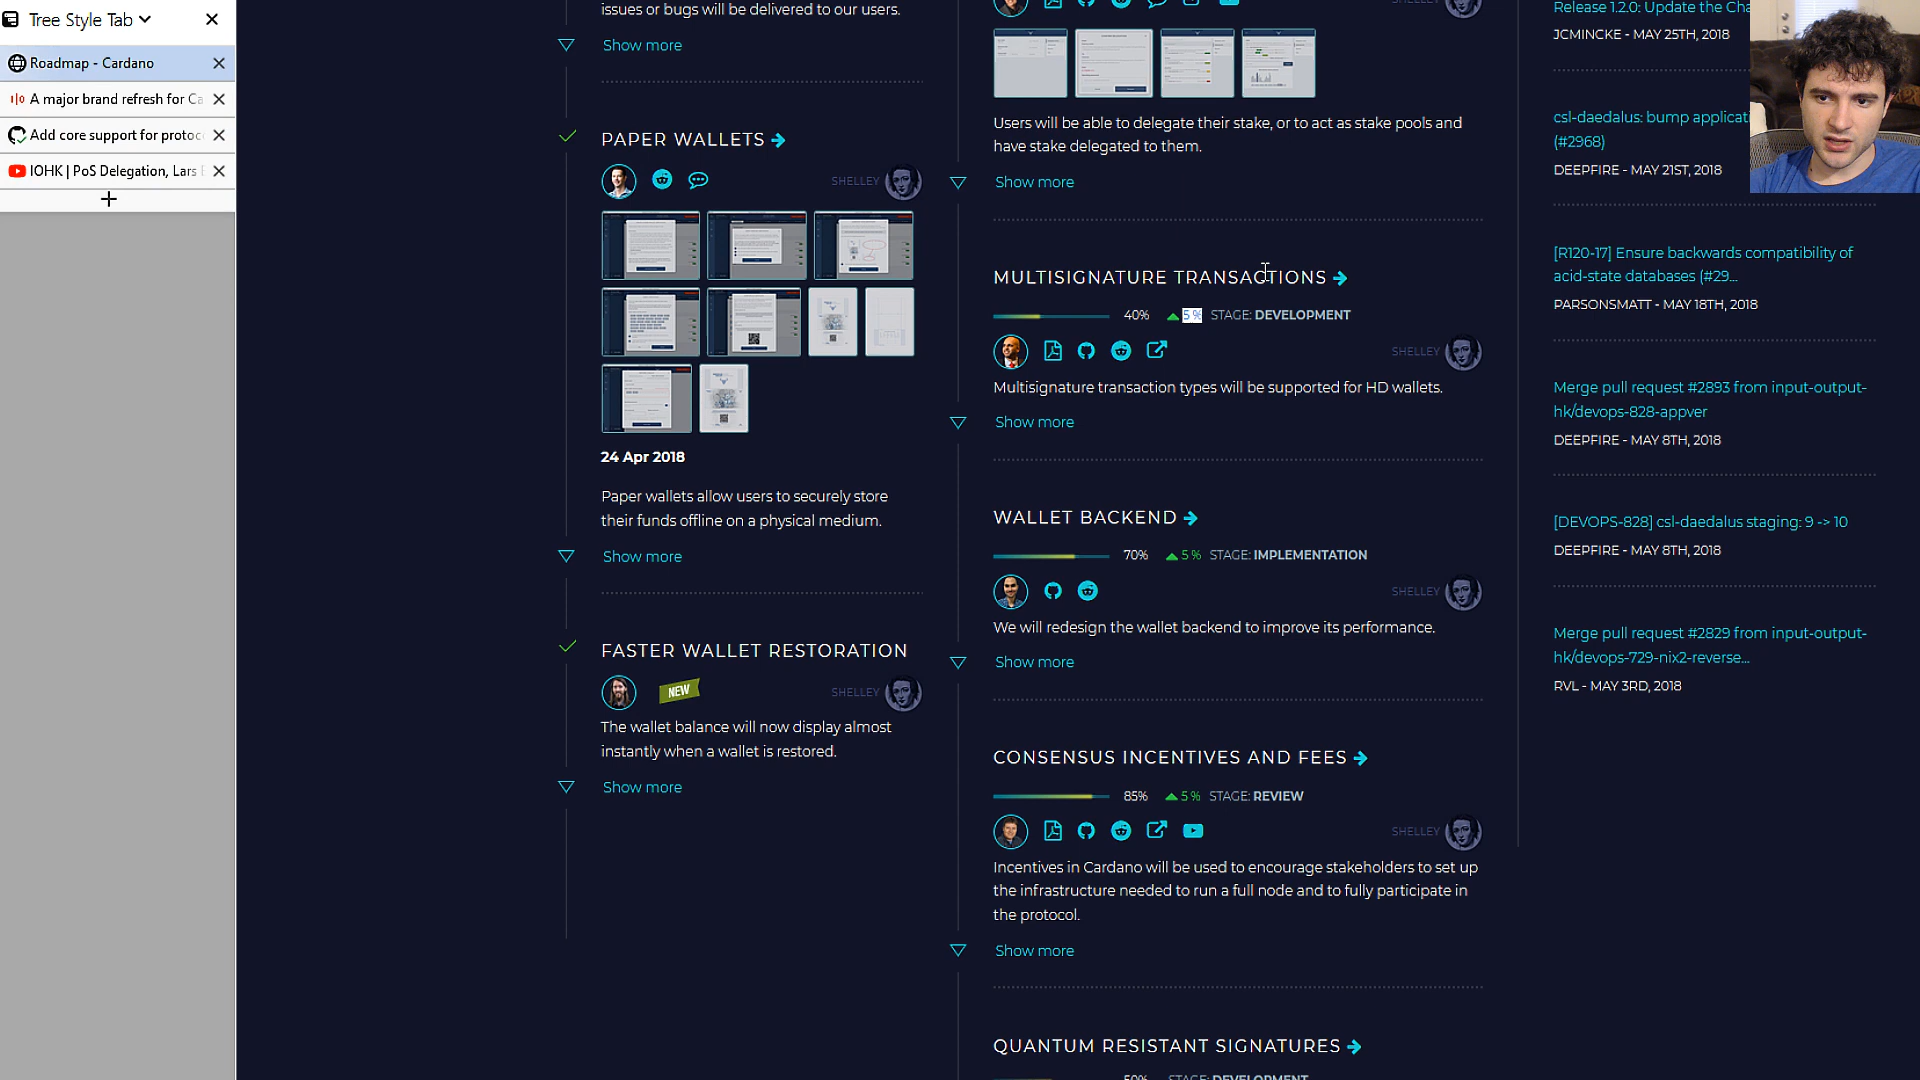 Tree Style Tab
Roadmap - Cardano
A major brand refresh for Ca
Add core support for protoc
IOHK | PoS Delegation, Lars
issues or bugs will be delivered to our users.
Show more
PAPER WALLETS
SHELLEY
24 Apr 2018
Paper wallets allow users to securely store
their funds offline on a physical medium.
Show more
FASTER WALLET RESTORATION
NEW
SHELLEY
The wallet balance will now display almost
instantly when a wallet is restored.
Show more
Users will be able to delegate their stake, or to act as stake pools and
have stake delegated to them.
Show more
MULTISIGNATURE TRANSACTIONS
40% 5 % STAGE: DEVELOPMENT
SHELLEY
Multisignature transaction types will be supported for HD wallets.
Show more
WALLET BACKEND
70% 5 % STAGE: IMPLEMENTATION
SHELLEY
We will redesign the wallet backend to improve its performance.
Show more
CONSENSUS INCENTIVES AND FEES
85% 5 % STAGE: REVIEW
SHELLEY
Incentives in Cardano will be used to encourage stakeholders to set up
the infrastructure needed to run a full node and to fully participate in
the protocol.
Show more
QUANTUM RESISTANT SIGNATURES
50% STAGE: DEVELOPMENT
Release 1.2.0: Update the Cha
JCMINCKE - MAY 25TH, 2018
csl-daedalus: bump applicati
(#2968)
DEEPFIRE - MAY 21ST, 2018
[R120-17] Ensure backwards compatibility of
acid-state databases (#29...
PARSONSMATT - MAY 18TH, 2018
Merge pull request #2893 from input-output-
hk/devops-828-appver
DEEPFIRE - MAY 8TH, 2018
[DEVOPS-828] csl-daedalus staging: 9 -> 10
DEEPFIRE - MAY 8TH, 2018
Merge pull request #2829 from input-output-
hk/devops-729-nix2-reverse...
RVL - MAY 3RD, 2018